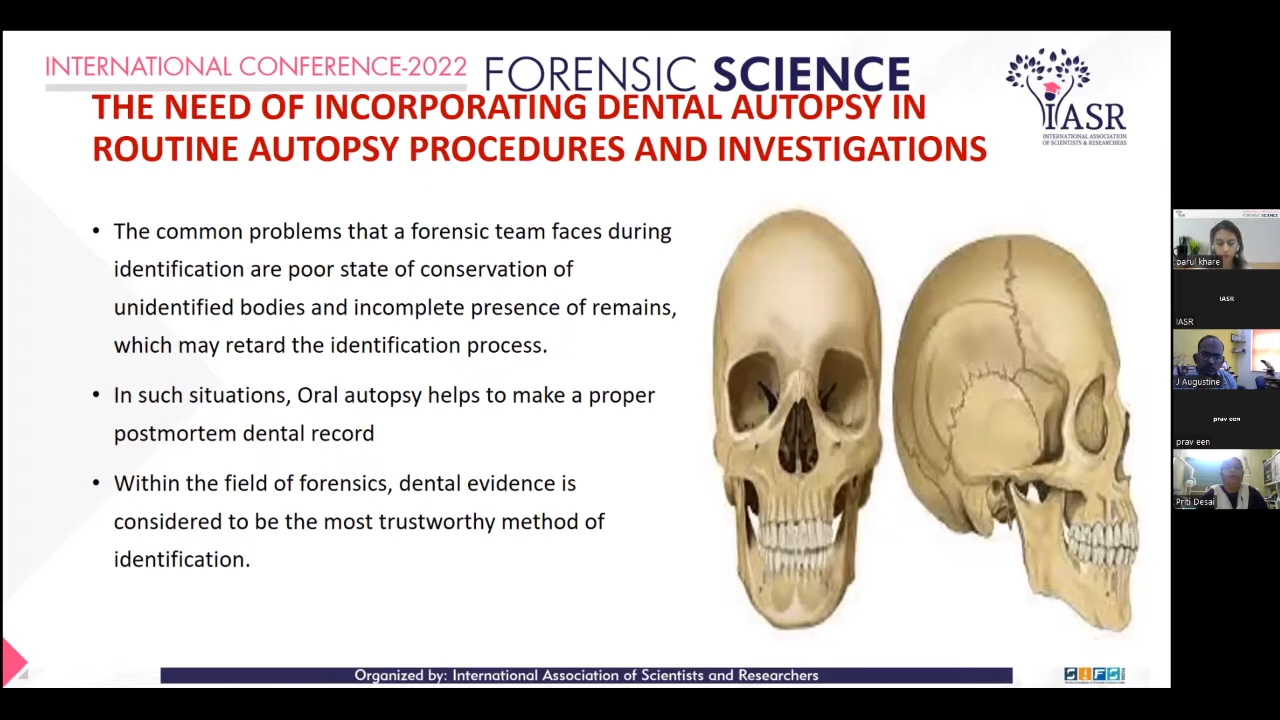 INTERNATIONAL CONFERENCE-2022 FORENSIC SCIENCE
THE NEED OF INCORPORATING DENTAL AUTOPSY IN
ROUTINE AUTOPSY PROCEDURES AND INVESTIGATIONS
IASR
INTERNATIONAL ASSOCIATION
OF SCIENTISTS & RESEARCHERS
• The common problems that a forensic team faces during
identification are poor state of conservation of
unidentified bodies and incomplete presence of remains,
which may retard the identification process.
• In such situations, Oral autopsy helps to make a proper
postmortem dental record
• Within the field of forensics, dental evidence is
considered to be the most trustworthy method of
identification.
Organized by: International Association of Scientists and Researchers
SIFS
INDIA
FORENSIC SCIENCE
parul khare
IASR
IASR
J Augustine
prav een
prav een
Priti Desai